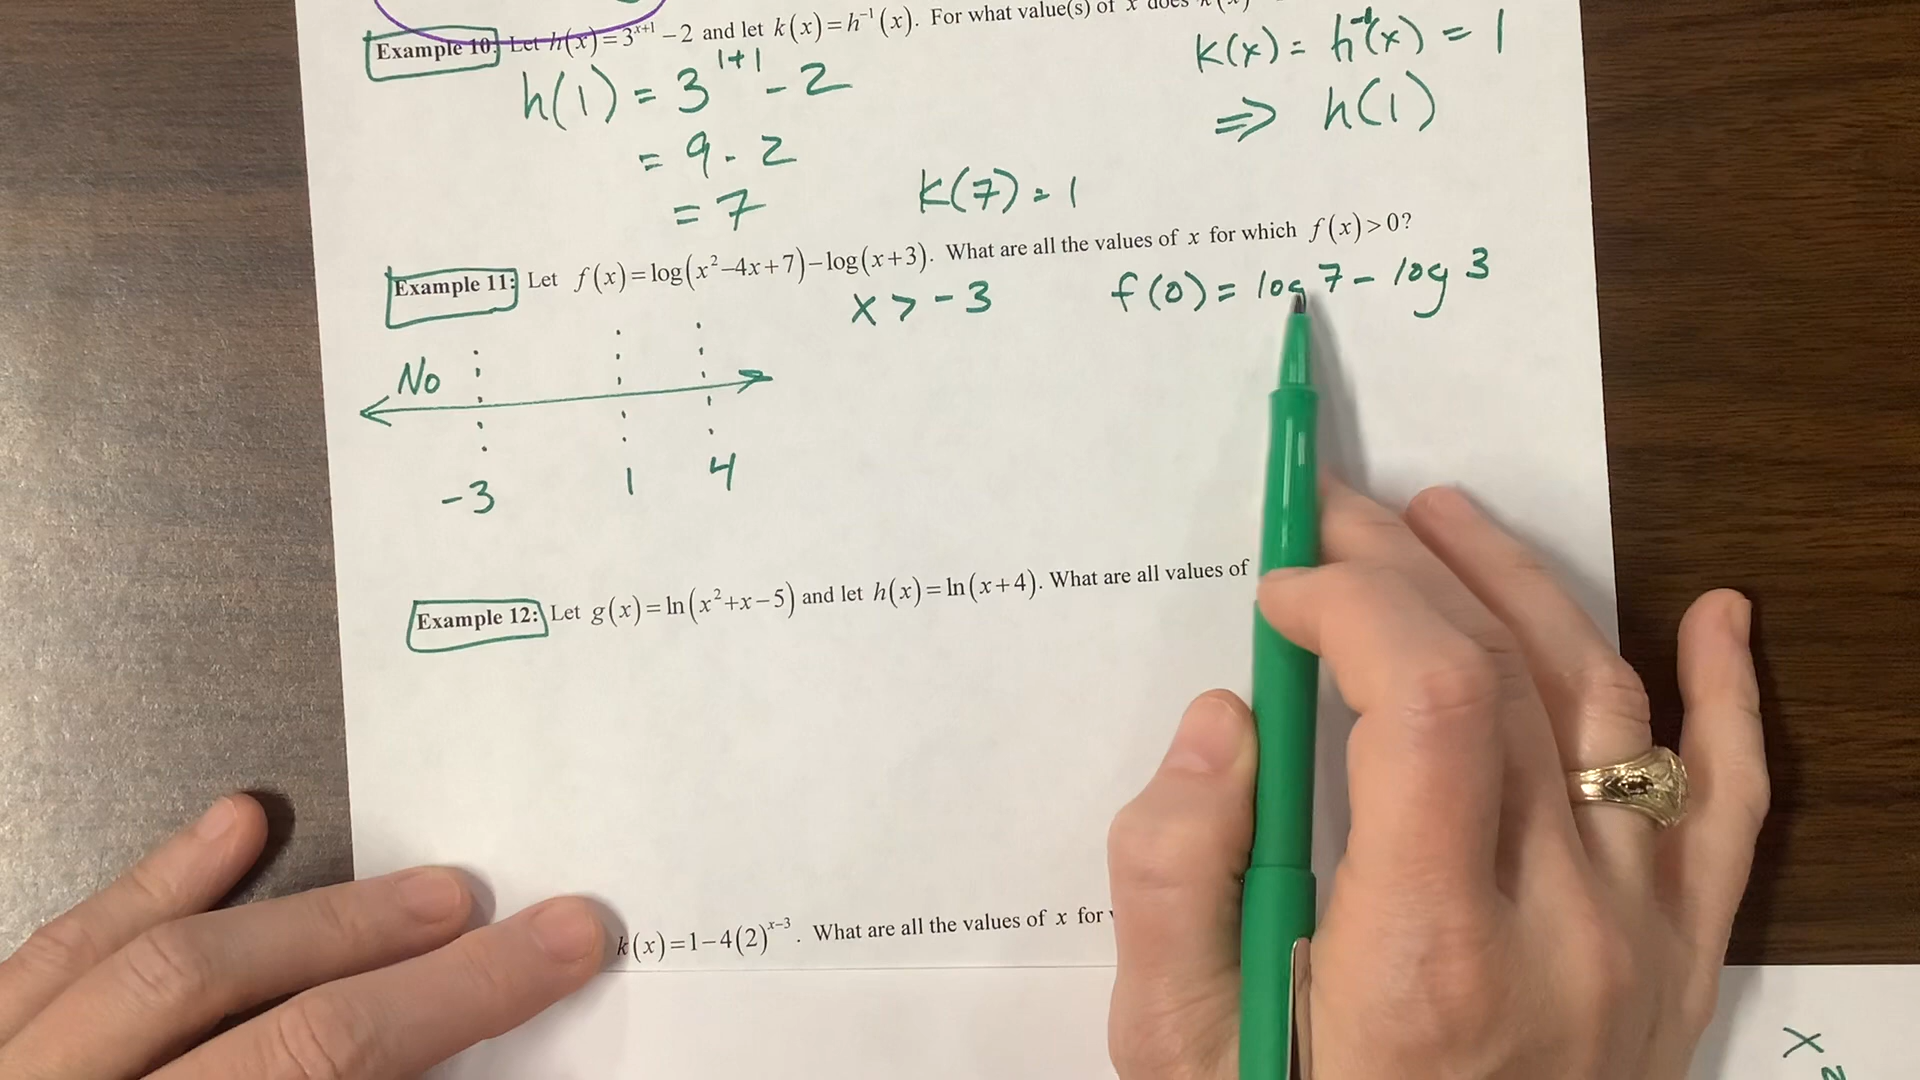 Example 10: Let h(x)=3^{x+1}−2 and let k(x)=h^{-1}(x). For what value(s) of x does
k(x) = h^{-1}(x) = 1
h(1) = 3^{1+1} - 2
⇒ h(1)
= 9 - 2
= 7
k(7) = 1
Example 11: Let f(x)=log(x^2−4x+7)−log(x+3). What are all the values of x for which f(x)>0?
x > -3
f(0) = log 7 - log 3
No
-3 1 4
Example 12: Let g(x)=ln(x^2+x−5) and let h(x)=ln(x+4). What are all values of
k(x)=1−4(2)^{x−3}. What are all the values of x for
x